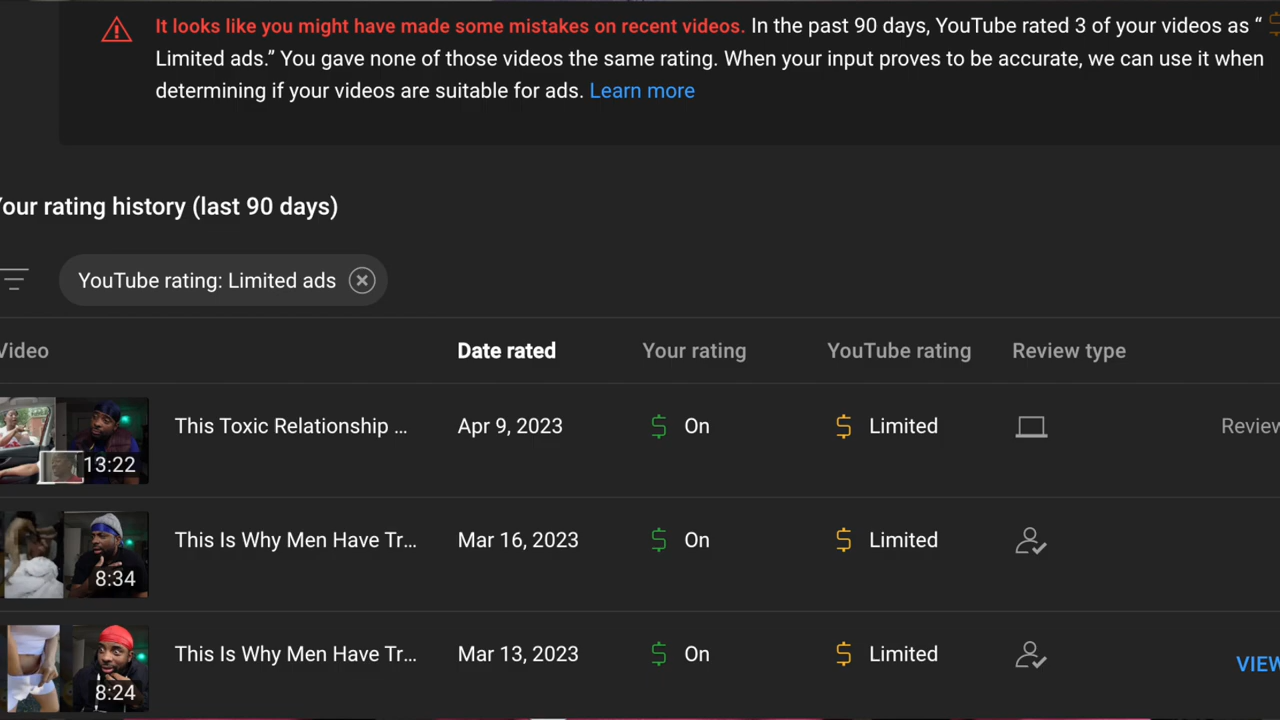 It looks like you might have made some mistakes on recent videos. In the past 90 days, YouTube rated 3 of your videos as “
Limited ads.” You gave none of those videos the same rating. When your input proves to be accurate, we can use it when
determining if your videos are suitable for ads. Learn more
Your rating history (last 90 days)
YouTube rating: Limited ads
Video Date rated Your rating YouTube rating Review type
This Toxic Relationship ... Apr 9, 2023 $ On $ Limited Review
13:22
This Is Why Men Have Tr... Mar 16, 2023 $ On $ Limited
8:34
This Is Why Men Have Tr... Mar 13, 2023 $ On $ Limited VIEW
8:24